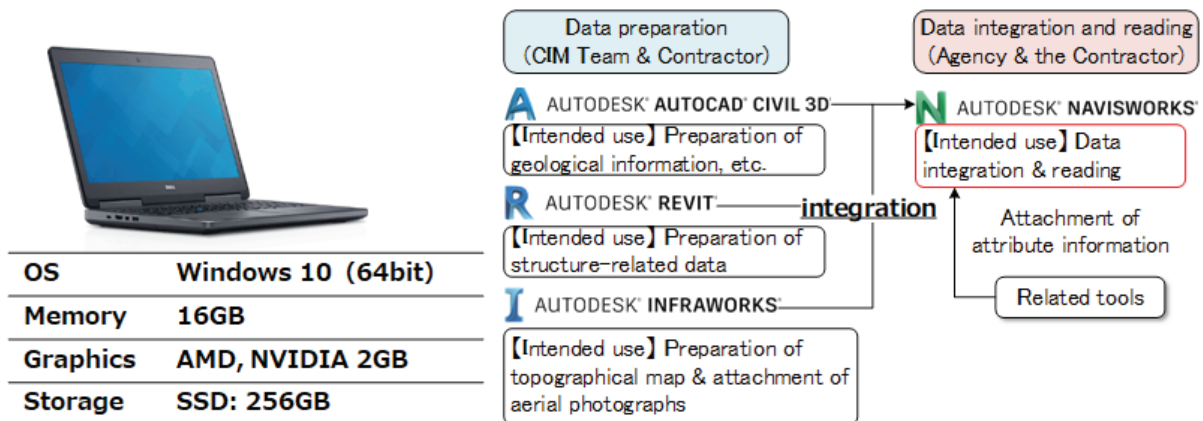 OS Windows 10 (64bit)
Memory 16GB
Graphics AMD, NVIDIA 2GB
Storage SSD: 256GB
Data preparation
(CIM Team & Contractor)
A AUTODESK® AUTOCAD® CIVIL 3D®
【Intended use】 Preparation of
geological information, etc.
R AUTODESK® REVIT®
【Intended use】 Preparation of
structure-related data
I AUTODESK® INFRAWORKS®
【Intended use】 Preparation of
topographical map & attachment of
aerial photographs
integration
Data integration and reading
(Agency & the Contractor)
N AUTODESK® NAVISWORKS®
【Intended use】 Data
integration & reading
Attachment of
attribute information
Related tools